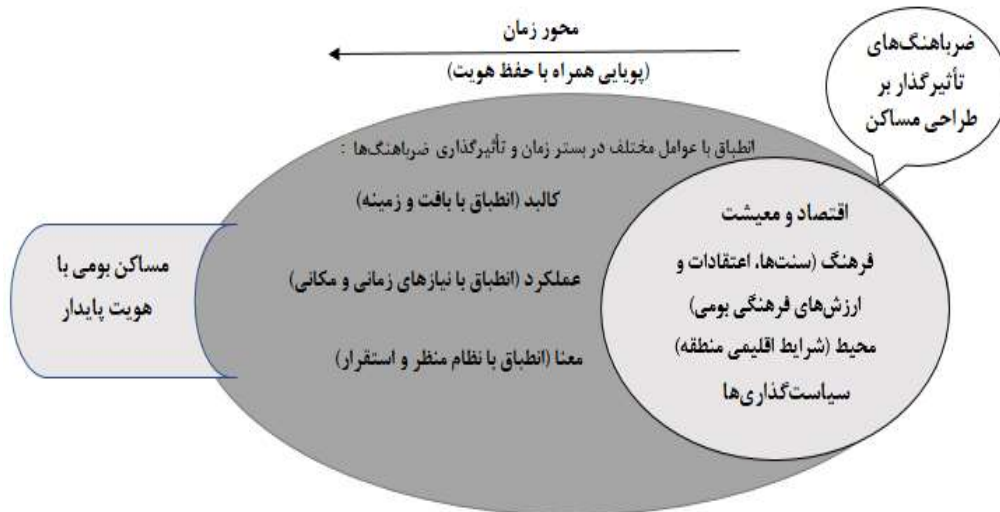 محور زمان
(پویایی همراه با حفظ هویت)
ضرباهنگ‌های
تأثیرگذار بر
طراحی مساکن
انطباق با عوامل مختلف در بستر زمان و تأثیرگذاری ضرباهنگ‌ها :
کالبد (انطباق با بافت و زمینه)
عملکرد (انطباق با نیازهای زمانی و مکانی)
معنا (انطباق با نظام منظر و استقرار)
اقتصاد و معیشت
فرهنگ (سنت‌ها، اعتقادات و
ارزش‌های فرهنگی بومی)
محیط (شرایط اقلیمی منطقه)
سیاست‌گذاری‌ها
مساکن بومی با
هویت پایدار